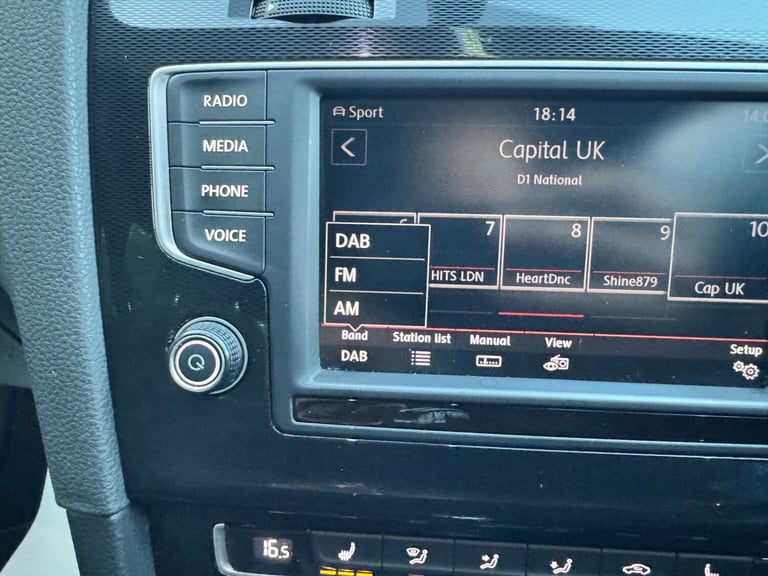 RADIO
MEDIA
PHONE
VOICE
Sport
18:14
Capital UK
D1 National
7
8
9
10
HITS LDN
HeartDnc
Shine879
Cap UK
DAB
FM
AM
Band
DAB
Station list
Manual
View
Setup
16.5